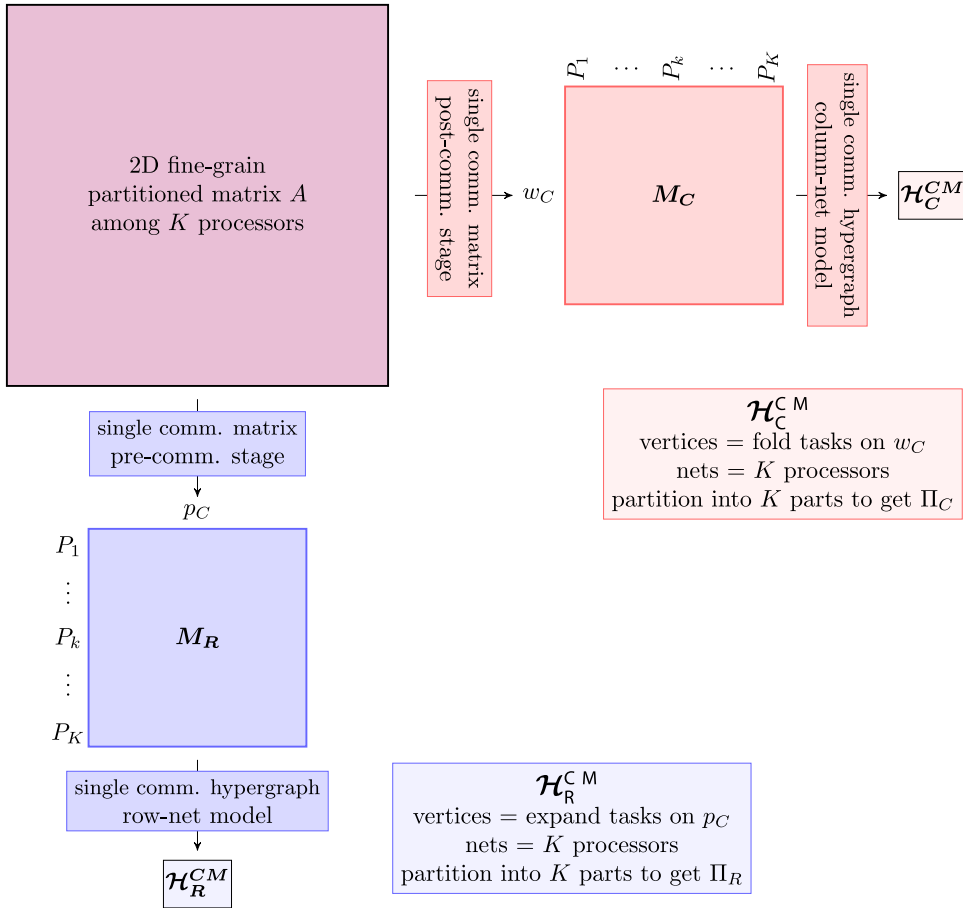 2D fine-grain
partitioned matrix A
among K processors
single comm. matrix
post-comm. stage
w_C
P_1 ⋯ P_k ⋯ P_K
M_C
single comm. hypergraph
column-net model
ℋ_C^{CM}
ℋ_C^{C M}
vertices = fold tasks on w_C
nets = K processors
partition into K parts to get Π_C
single comm. matrix
pre-comm. stage
p_C
P_1
⋮
P_k
⋮
P_K
M_R
single comm. hypergraph
row-net model
ℋ_R^{CM}
ℋ_R^{C M}
vertices = expand tasks on p_C
nets = K processors
partition into K parts to get Π_R